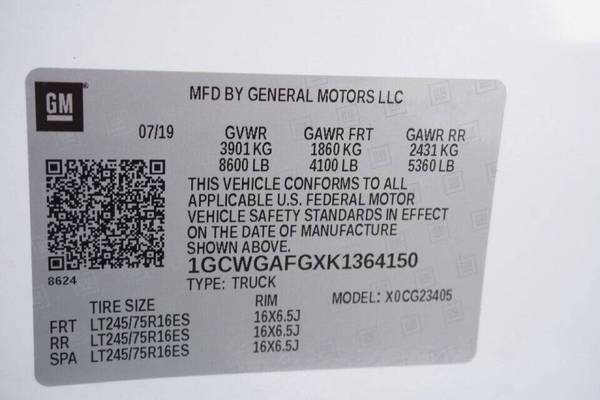 GM
MFD BY GENERAL MOTORS LLC
07/19 GVWR GAWR FRT GAWR RR
3901 KG 1860 KG 2431 KG
8600 LB 4100 LB 5360 LB
THIS VEHICLE CONFORMS TO ALL
APPLICABLE U.S. FEDERAL MOTOR
VEHICLE SAFETY STANDARDS IN EFFECT
ON THE DATE OF MANUFACTURE
SHOWN ABOVE.
8624
1GCWGAFGXK1364150
TYPE: TRUCK
TIRE SIZE RIM MODEL: X0CG23405
FRT LT245/75R16ES 16X6.5J
RR LT245/75R16ES 16X6.5J
SPA LT245/75R16ES 16X6.5J